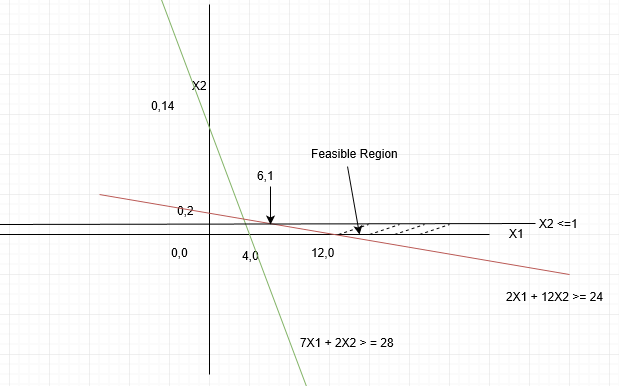 X2
0,14
Feasible Region
6,1
0,2
X2 <=1
X1
0,0
4,0
12,0
2X1 + 12X2 >= 24
7X1 + 2X2 > = 28